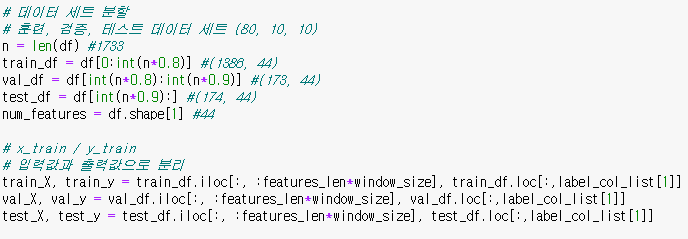 # 데이터 세트 분할
# 훈련, 검증, 테스트 데이터 세트 (80, 10, 10)
n = len(df) #1733
train_df = df[0:int(n*0.8)] #(1386, 44)
val_df = df[int(n*0.8):int(n*0.9)] #(173, 44)
test_df = df[int(n*0.9):] #(174, 44)
num_features = df.shape[1] #44
# x_train / y_train
# 입력값과 출력값으로 분리
train_X, train_y = train_df.iloc[:, :features_len*window_size], train_df.loc[:,label_col_list[1]]
val_X, val_y = val_df.iloc[:, :features_len*window_size], val_df.loc[:,label_col_list[1]]
test_X, test_y = test_df.iloc[:, :features_len*window_size], test_df.loc[:,label_col_list[1]]